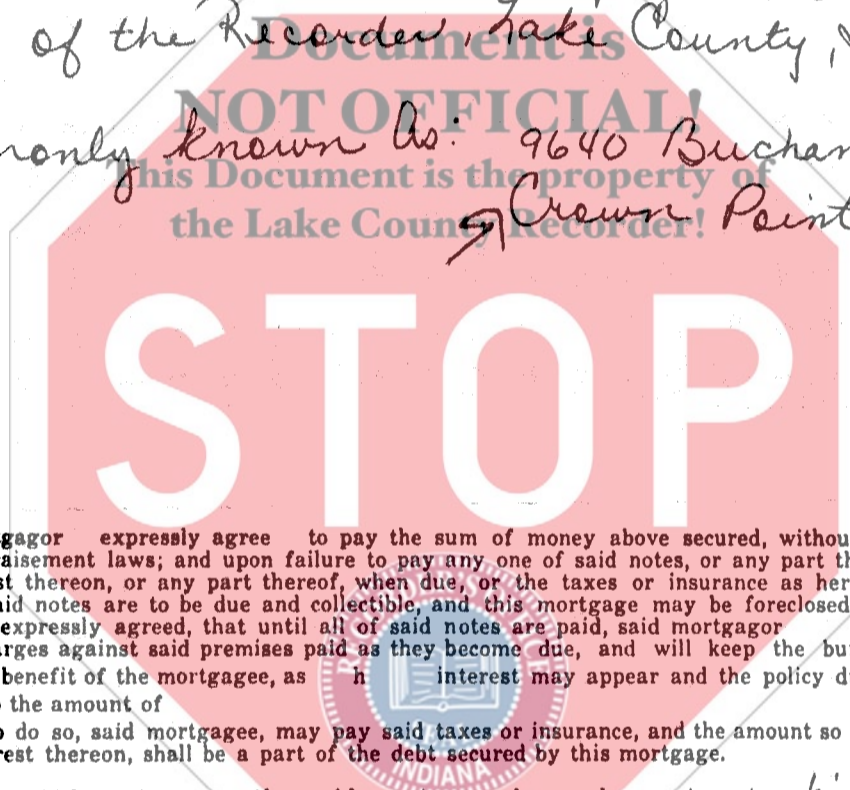 of the Recorder, Lake County,
Document is
NOT OFFICIAL!
known As: 9640 Buchan
This Document is the property of
Crown Point
the Lake County Recorder!
STOP
gagor expressly agree to pay the sum of money above secured, withou
aisement laws; and upon failure to pay any one of said notes, or any part th
st thereon, or any part thereof, when due, or the taxes or insurance as her
aid notes are to be due and collectible, and this mortgage may be foreclosed
expressly agreed, that until all of said notes are paid, said mortgagor
rges against said premises paid as they become due, and will keep the bu
benefit of the mortgagee, as h interest may appear and the policy d
the amount of
do so, said mortgagee, may pay said taxes or insurance, and the amount so
rest thereon, shall be a part of the debt secured by this mortgage.
RECORDER'S OFFICE
INDIANA